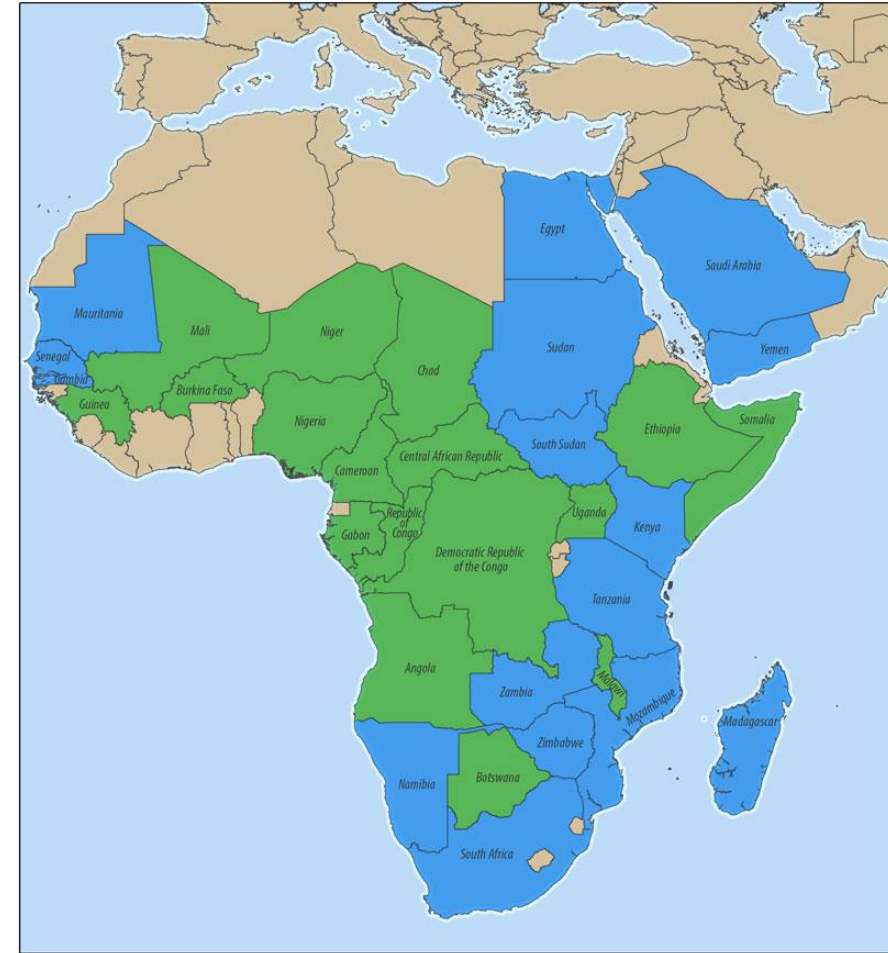 Egypt
Saudi Arabia
Mauritania
Mali
Niger
Sudan
Yemen
Senegal
Chad
Gambia
Burkina Faso
Guinea
Nigeria
Somalia
Ethiopia
South Sudan
Central African Republic
Cameroon
Uganda
Republic
of
Congo
Kenya
Gabon
Democratic Republic
of the Congo
Tanzania
Angola
Malawi
Zambia
Mozambique
Madagascar
Zimbabwe
Botswana
Namibia
South Africa